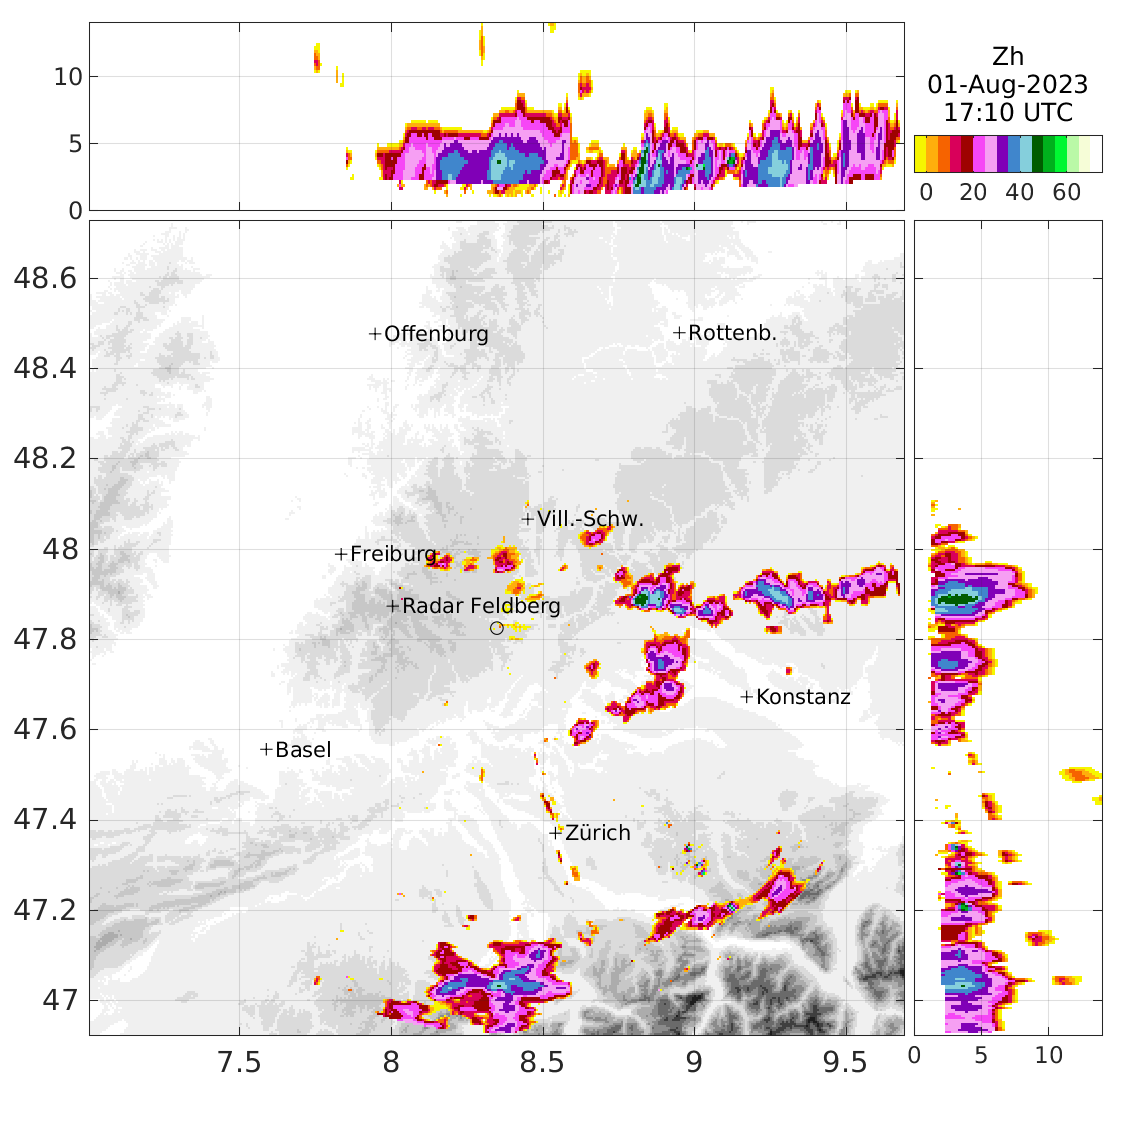 Zh
01-Aug-2023
17:10 UTC
10
5
0
0 20 40 60
48.6
48.4
48.2
48
47.8
47.6
47.4
47.2
47
Offenburg
Rottenb.
Vill.-Schw.
Freiburg
Radar Feldberg
Konstanz
Basel
Zürich
7.5 8 8.5 9 9.5
0 5 10